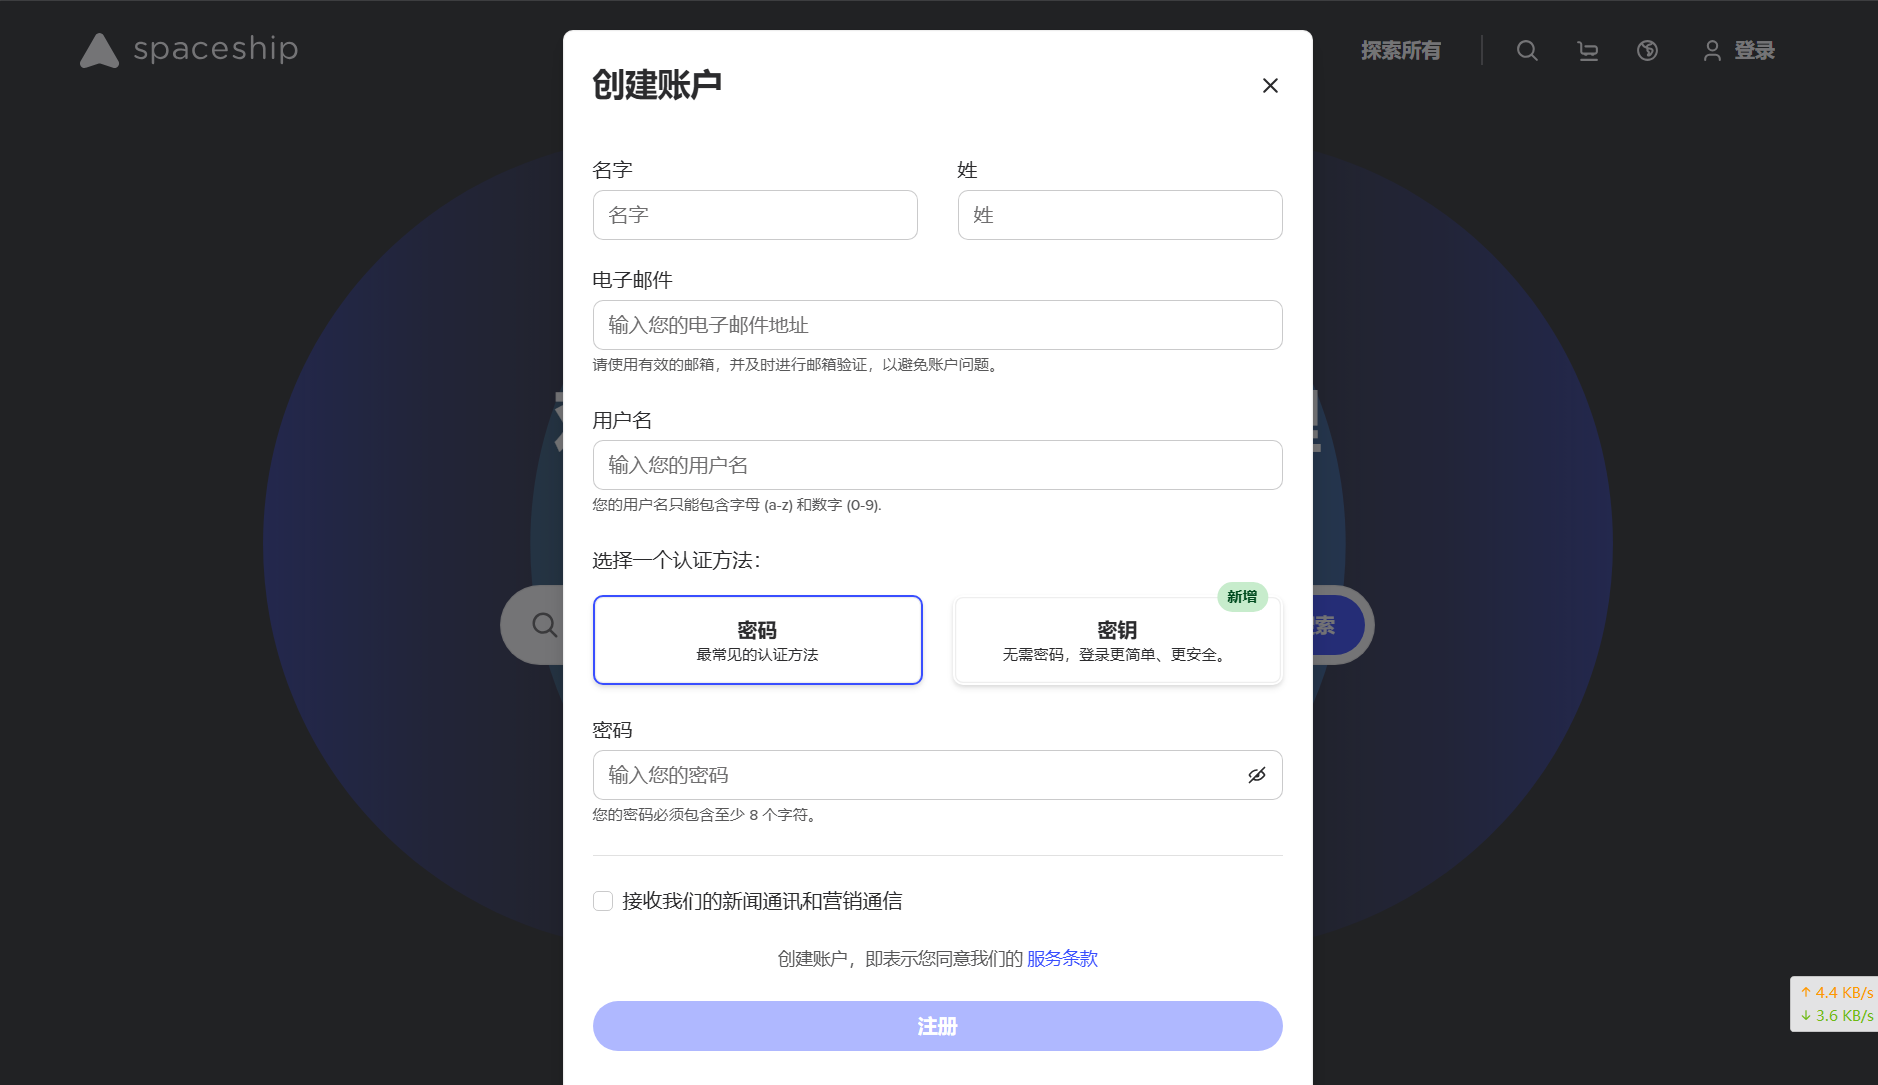 spaceship
探索所有
登录
创建账户
名字
姓
名字
姓
电子邮件
输入您的电子邮件地址
请使用有效的邮箱，并及时进行邮箱验证，以避免账户问题。
用户名
输入您的用户名
您的用户名只能包含字母 (a-z) 和数字 (0-9).
选择一个认证方法：
新增
密码
最常见的认证方法
密钥
无需密码，登录更简单、更安全。
索
密码
输入您的密码
您的密码必须包含至少 8 个字符。
接收我们的新闻通讯和营销通信
创建账户，即表示您同意我们的 服务条款
注册
↑ 4.4 KB/s
↓ 3.6 KB/s